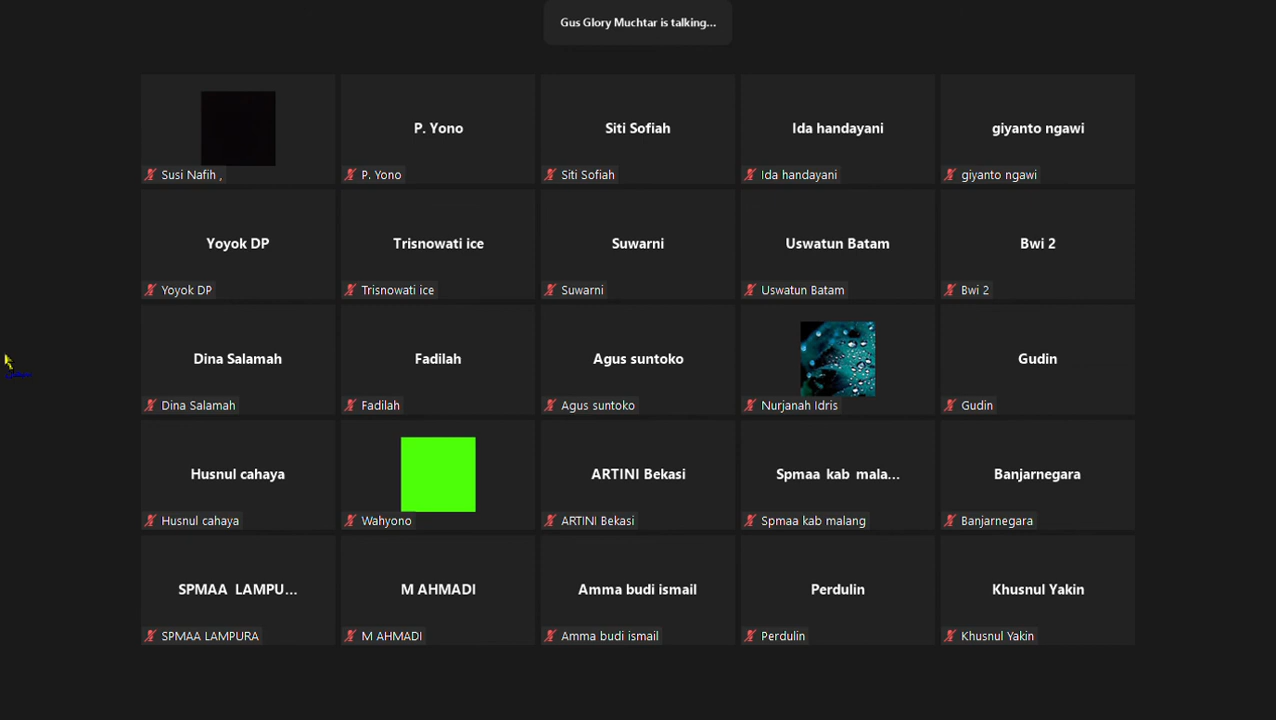 Gus Glory Muchtar is talking...
Susi Nafih ,
P. Yono
P. Yono
Siti Sofiah
Siti Sofiah
Ida handayani
Ida handayani
giyanto ngawi
giyanto ngawi
Yoyok DP
Yoyok DP
Trisnowati ice
Trisnowati ice
Suwarni
Suwarni
Uswatun Batam
Uswatun Batam
Bwi 2
Bwi 2
Dina Salamah
Dina Salamah
Fadilah
Fadilah
Agus suntoko
Agus suntoko
Nurjanah Idris
Gudin
Gudin
Husnul cahaya
Husnul cahaya
Wahyono
ARTINI Bekasi
ARTINI Bekasi
Spmaa kab mala...
Spmaa kab malang
Banjarnegara
Banjarnegara
SPMAA LAMPU...
SPMAA LAMPURA
M AHMADI
M AHMADI
Amma budi ismail
Amma budi ismail
Perdulin
Perdulin
Khusnul Yakin
Khusnul Yakin